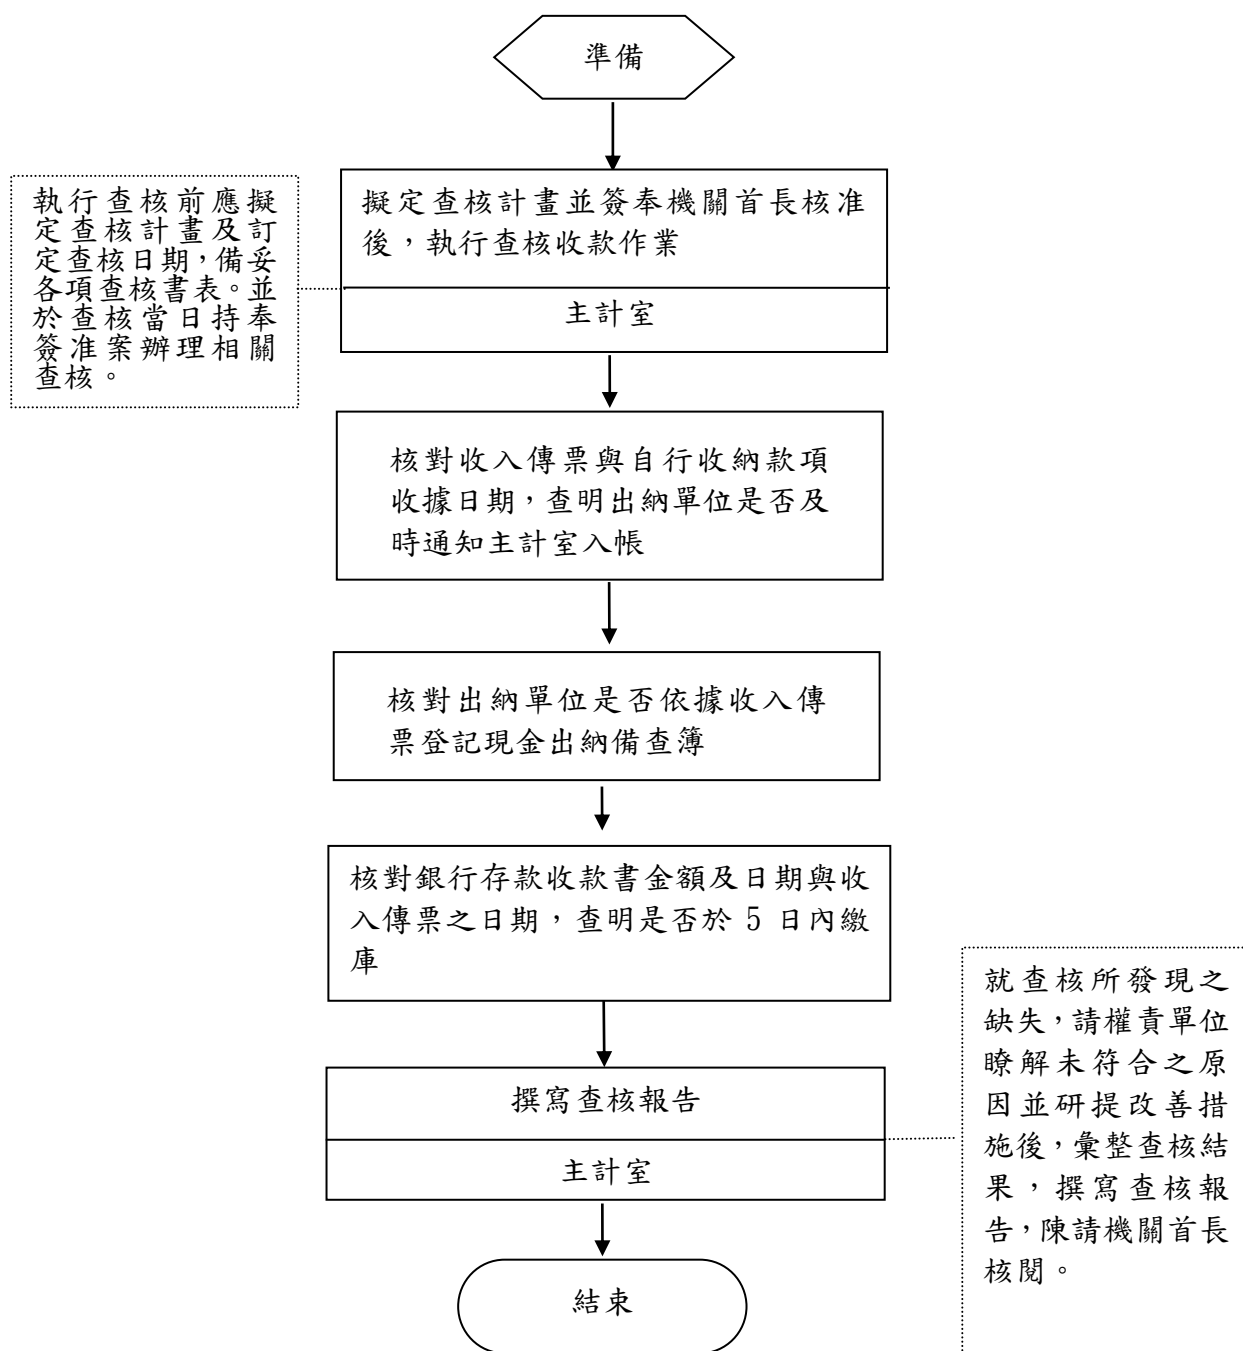 準備
擬定查核計畫並簽奉機關首長核准
後，執行查核收款作業
主計室
執行查核前應擬
定查核計畫及訂
定查核日期，備妥
各項查核書表。並
於查核當日持奉
簽准案辦理相關
查核。
核對收入傳票與自行收納款項
收據日期，查明出納單位是否及
時通知主計室入帳
核對出納單位是否依據收入傳
票登記現金出納備查簿
核對銀行存款收款書金額及日期與收
入傳票之日期，查明是否於 5 日內繳
庫
撰寫查核報告
主計室
就查核所發現之
缺失，請權責單位
瞭解未符合之原
因並研提改善措
施後，彙整查核結
果，撰寫查核報
告，陳請機關首長
核閱。
結束